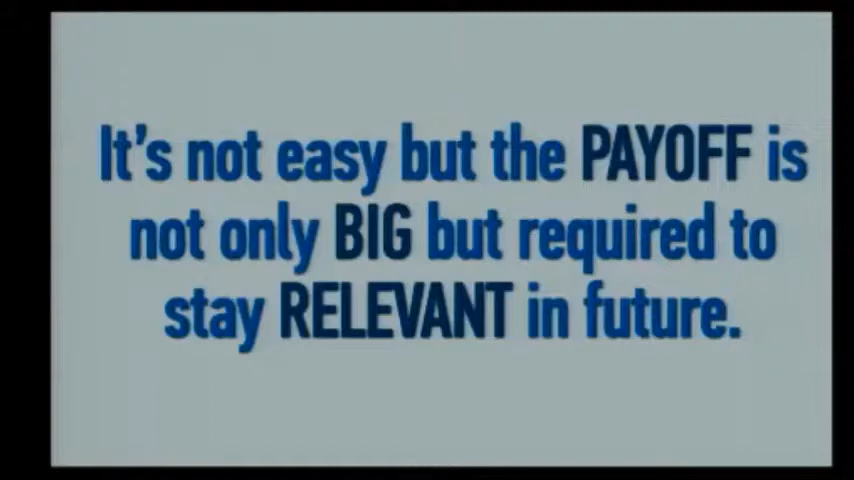 It's not easy but the PAYOFF is
not only BIG but required to
stay RELEVANT in future.